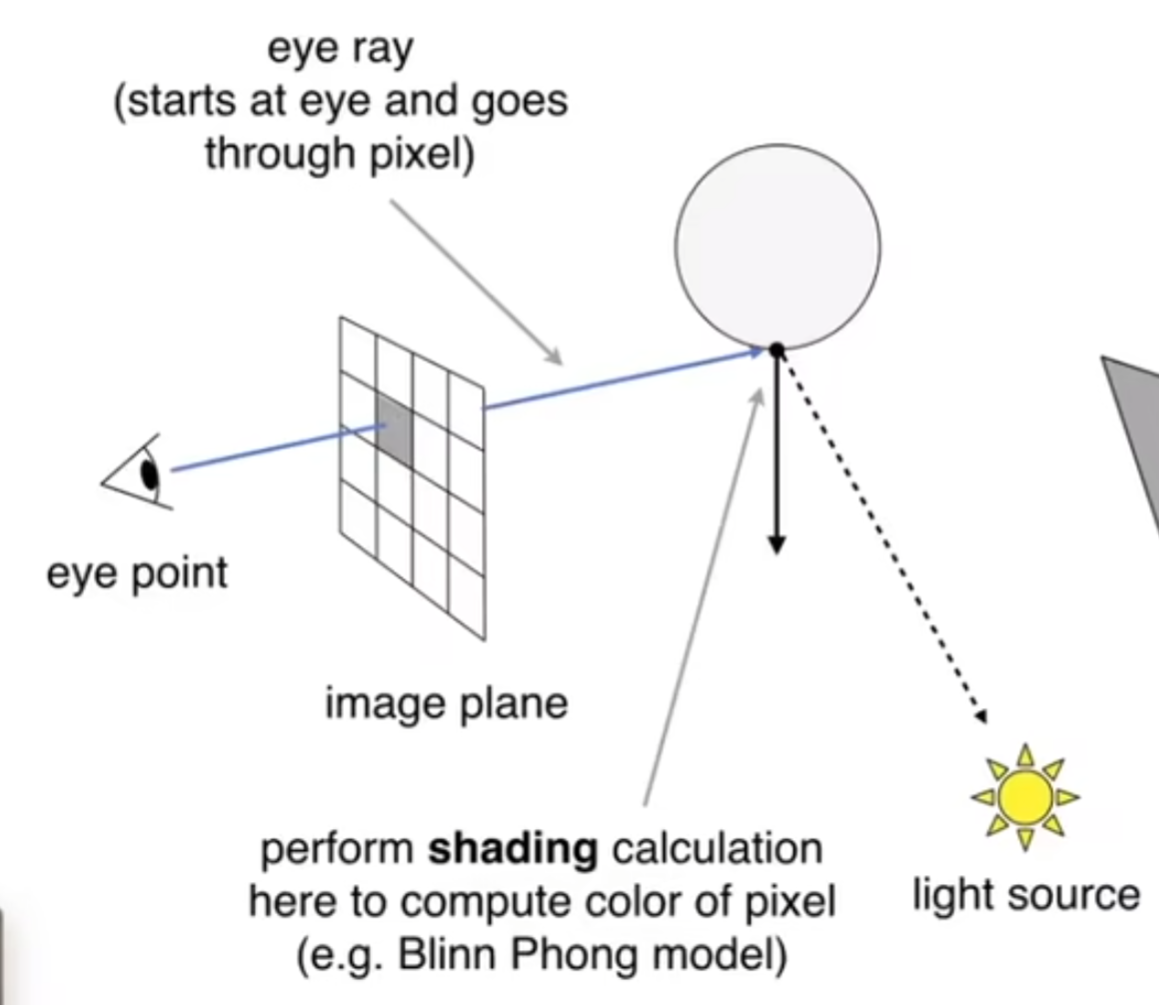 eye ray
(starts at eye and goes
through pixel)
eye point
image plane
perform shading calculation
here to compute color of pixel
(e.g. Blinn Phong model)
light source